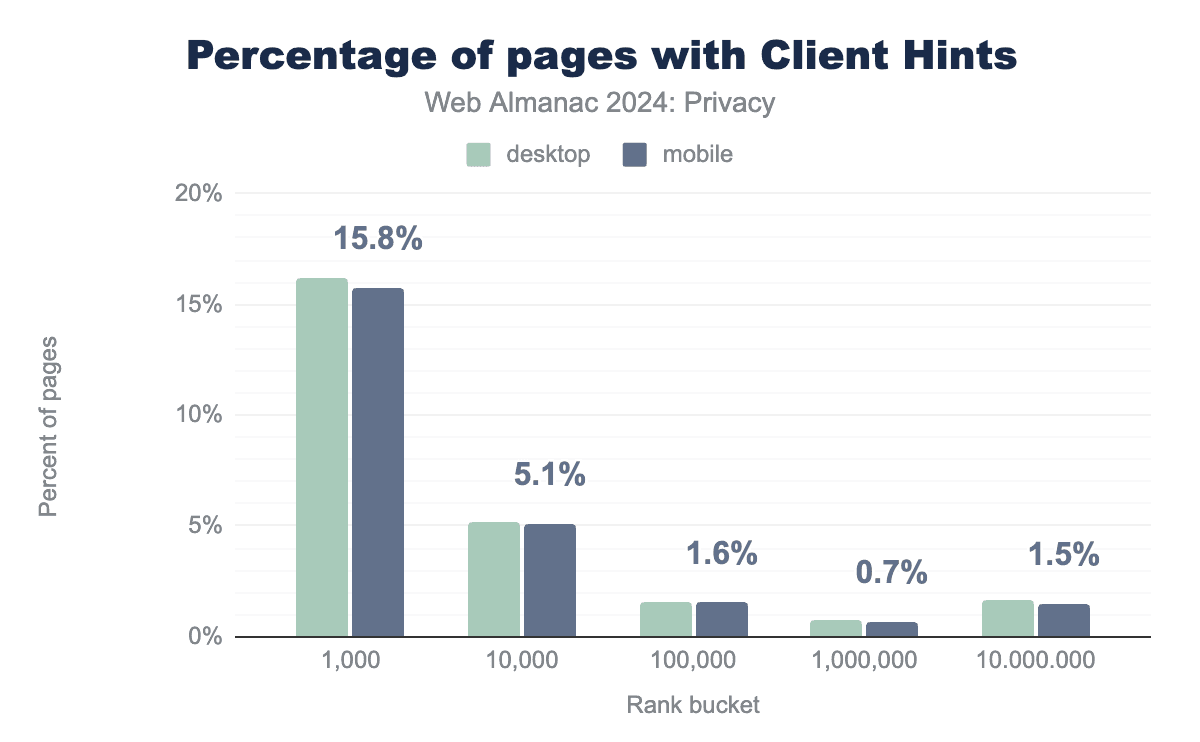 Percentage of pages with Client Hints
Web Almanac 2024: Privacy
desktop
mobile
Percent of pages
20%
15%
10%
5%
0%
15.8%
5.1%
1.6%
0.7%
1.5%
1,000
10,000
100,000
1,000,000
10.000.000
Rank bucket